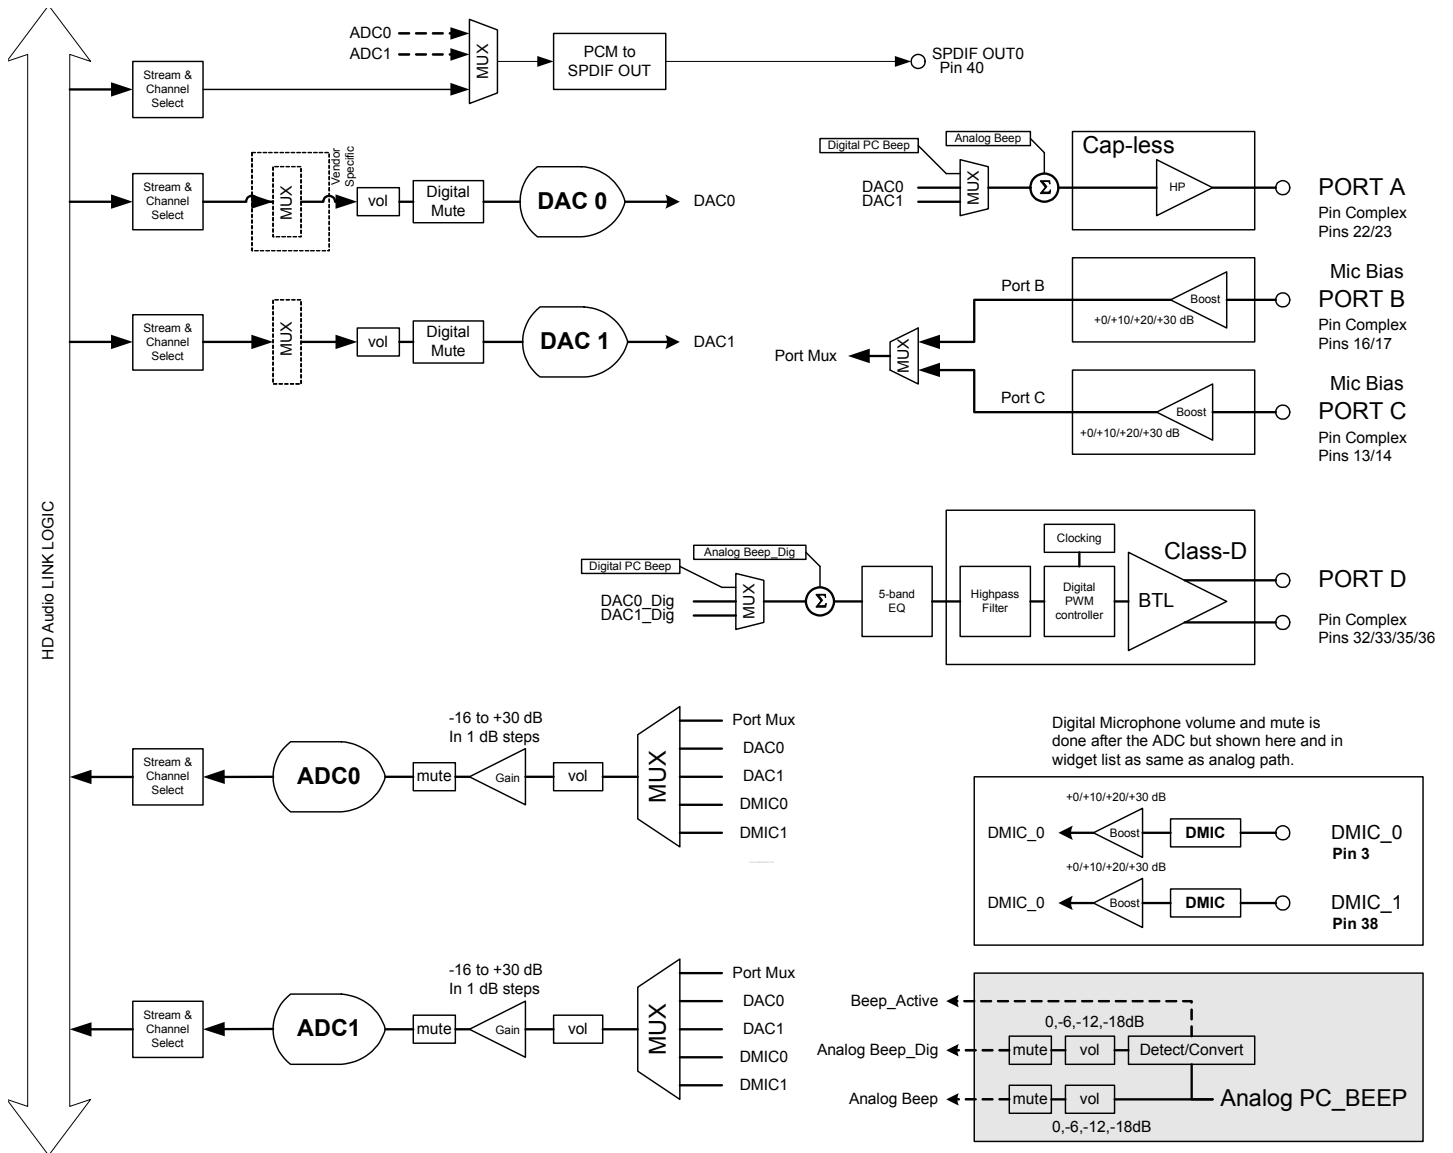 ADC0
ADC1
MUX
PCM to
SPDIF OUT
SPDIF OUT0
Pin 40
Stream &
Channel
Select
Digital PC Beep
Analog Beep
Cap-less
DAC0
DAC1
MUX
Σ
HP
PORT A
Pin Complex
Pins 22/23
Stream &
Channel
Select
MUX
Vendor
Specific
vol
Digital
Mute
DAC 0
DAC0
Mic Bias
Port B
Boost
+0/+10/+20/+30 dB
PORT B
Pin Complex
Pins 16/17
Stream &
Channel
Select
MUX
vol
Digital
Mute
DAC 1
DAC1
Port Mux
MUX
Mic Bias
Port C
Boost
+0/+10/+20/+30 dB
PORT C
Pin Complex
Pins 13/14
HD Audio LINK LOGIC
Digital PC Beep
Analog Beep_Dig
DAC0_Dig
DAC1_Dig
MUX
Σ
5-band
EQ
Highpass
Filter
Clocking
Digital
PWM
controller
Class-D
BTL
PORT D
Pin Complex
Pins 32/33/35/36
Stream &
Channel
Select
ADC0
-16 to +30 dB
In 1 dB steps
mute
Gain
vol
MUX
Port Mux
DAC0
DAC1
DMIC0
DMIC1
Digital Microphone volume and mute is
done after the ADC but shown here and in
widget list as same as analog path.
+0/+10/+20/+30 dB
DMIC_0
Boost
DMIC
DMIC_0
Pin 3
+0/+10/+20/+30 dB
DMIC_0
Boost
DMIC
DMIC_1
Pin 38
Stream &
Channel
Select
ADC1
-16 to +30 dB
In 1 dB steps
mute
Gain
vol
MUX
Port Mux
DAC0
DAC1
DMIC0
DMIC1
Beep_Active
0,-6,-12,-18dB
Analog Beep_Dig
mute
vol
Detect/Convert
Analog Beep
mute
vol
Analog PC_BEEP
0,-6,-12,-18dB